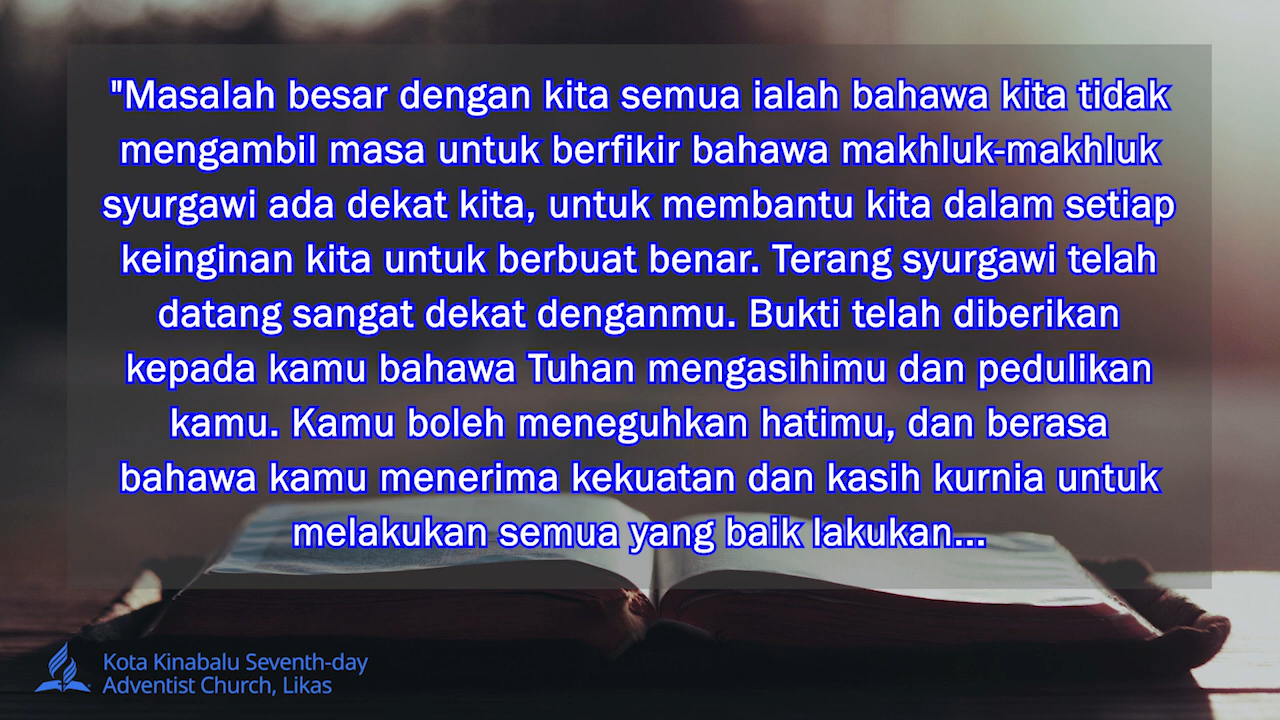 "Masalah besar dengan kita semua ialah bahawa kita tidak
mengambil masa untuk berfikir bahawa makhluk-makhluk
syurgawi ada dekat kita, untuk membantu kita dalam setiap
keinginan kita untuk berbuat benar. Terang syurgawi telah
datang sangat dekat denganmu. Bukti telah diberikan
kepada kamu bahawa Tuhan mengasihimu dan pedulikan
kamu. Kamu boleh meneguhkan hatimu, dan berasa
bahawa kamu menerima kekuatan dan kasih kurnia untuk
melakukan semua yang baik lakukan...
Kota Kinabalu Seventh-day
Adventist Church, Likas